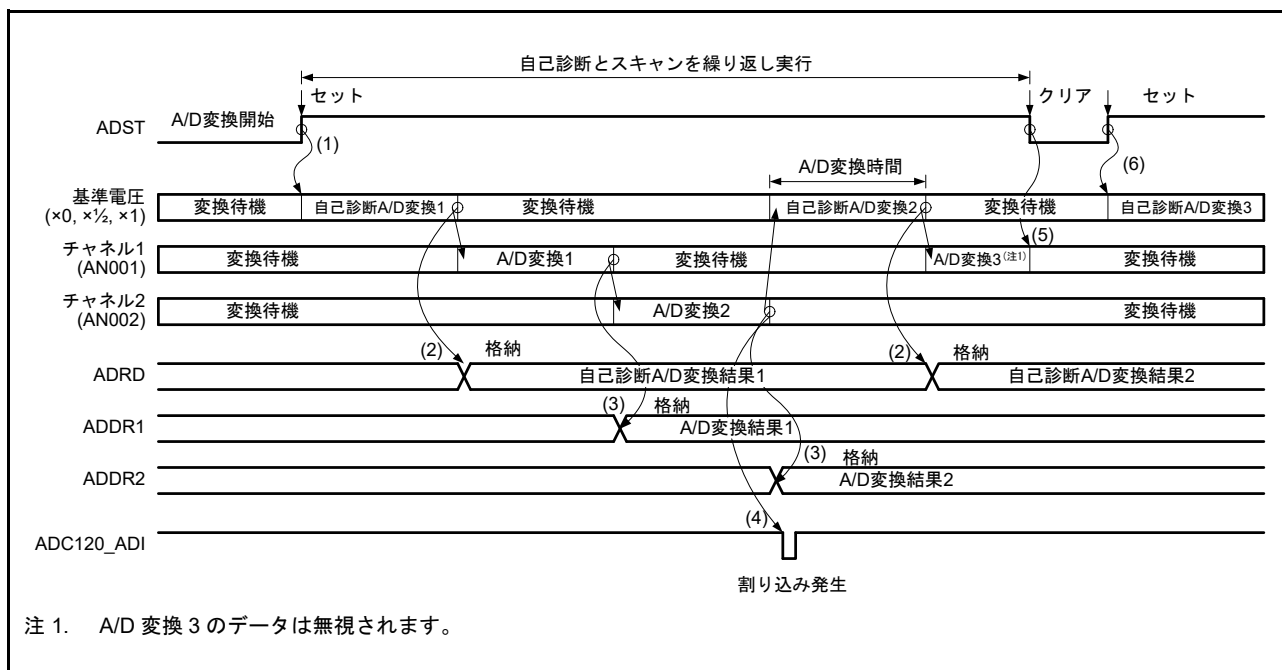 自己診断とスキャンを繰り返し実行
セット
クリア
セット
ADST
A/D変換開始
(1)
(6)
A/D変換時間
基準電圧
(×0, ×½, ×1)
変換待機
自己診断A/D変換1
変換待機
自己診断A/D変換2
変換待機
自己診断A/D変換3
(5)
チャネル1
(AN001)
変換待機
A/D変換1
変換待機
A/D変換3(注1)
変換待機
チャネル2
(AN002)
変換待機
A/D変換2
変換待機
ADRD
(2)
格納
自己診断A/D変換結果1
(2)
格納
自己診断A/D変換結果2
ADDR1
(3)
格納
A/D変換結果1
ADDR2
(3)
格納
A/D変換結果2
ADC120_ADI
(4)
割り込み発生
注 1. A/D 変換 3 のデータは無視されます。